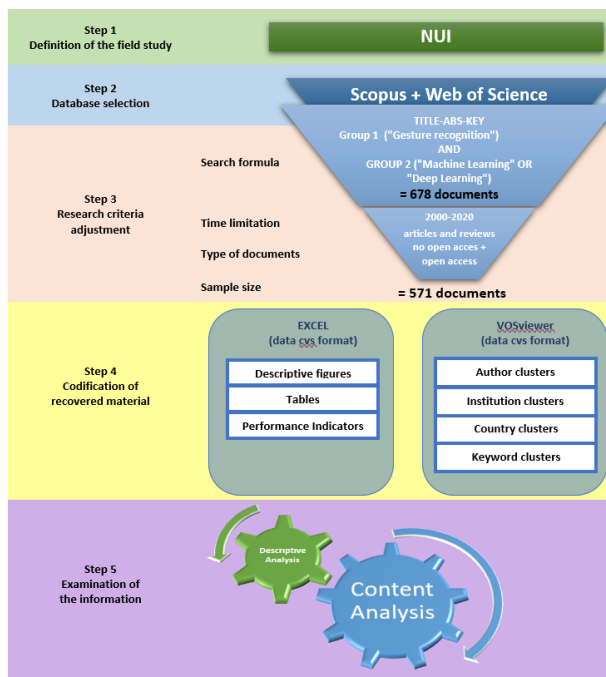 Step 1
Definition of the field study
NUI
Step 2
Database selection
Scopus + Web of Science
TITLE-ABS-KEY
Group 1 ("Gesture recognition")
AND
GROUP 2 ("Machine Learning" OR
"Deep Learning")
= 678 documents
Step 3
Research criteria
adjustment
Search formula
Time limitation
Type of documents
Sample size
2000-2020
articles and reviews
no open acces +
open access
= 571 documents
Step 4
Codification of
recovered material
EXCEL
(data cvs format)
Descriptive figures
Tables
Performance Indicators
VOSviewer
(data cvs format)
Author clusters
Institution clusters
Country clusters
Keyword clusters
Step 5
Examination of
the information
Descriptive
Analysis
Content
Analysis